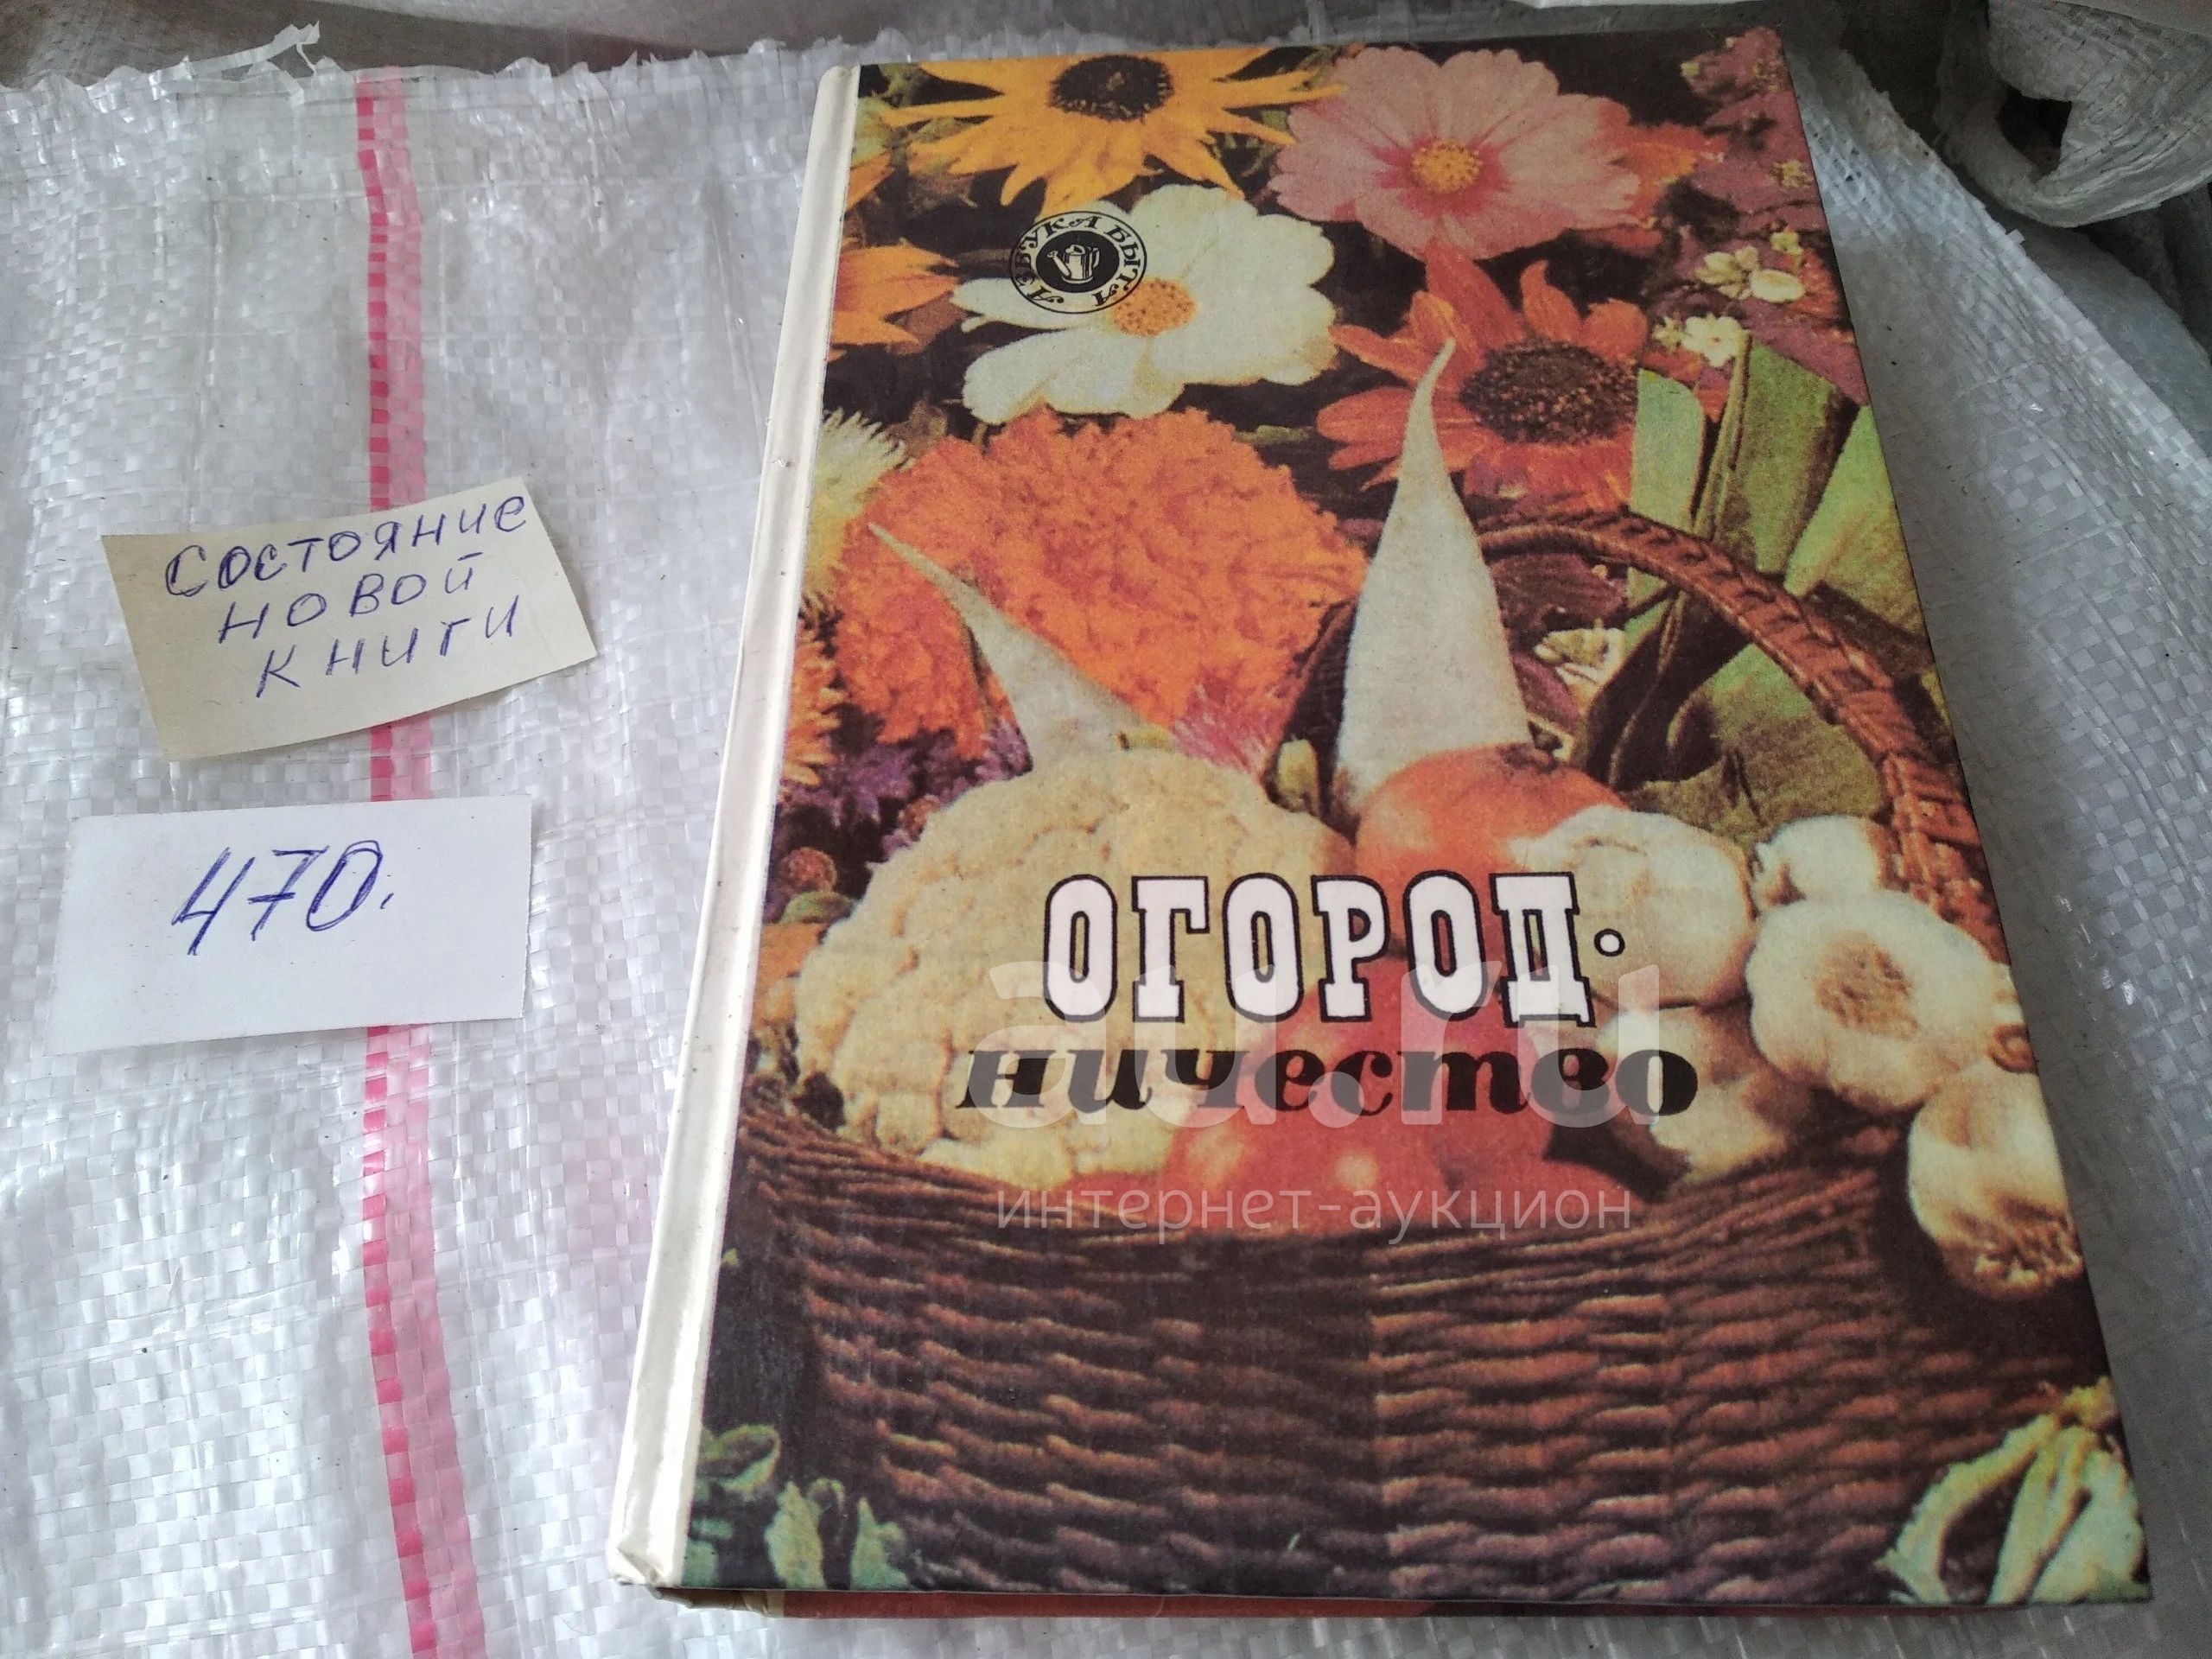 АЗБУКА БЫТА
состояние
новой
книги
470.
ОГОРОД·
ничество
au.ru
интернет-аукцион